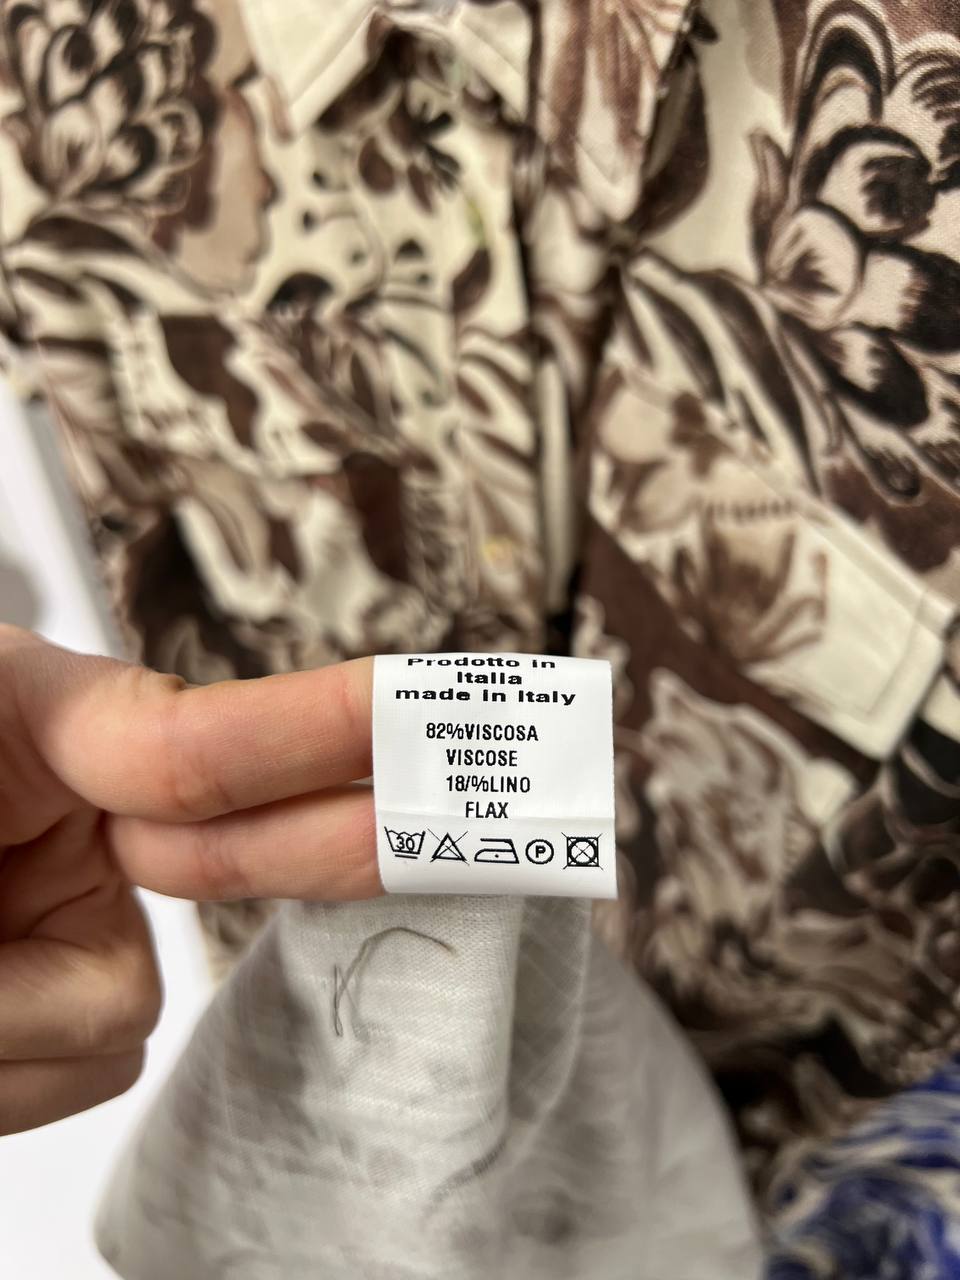 Prodotto in
Italia
made in Italy
82%VISCOSA
VISCOSE
18/%LINO
FLAX
30 P